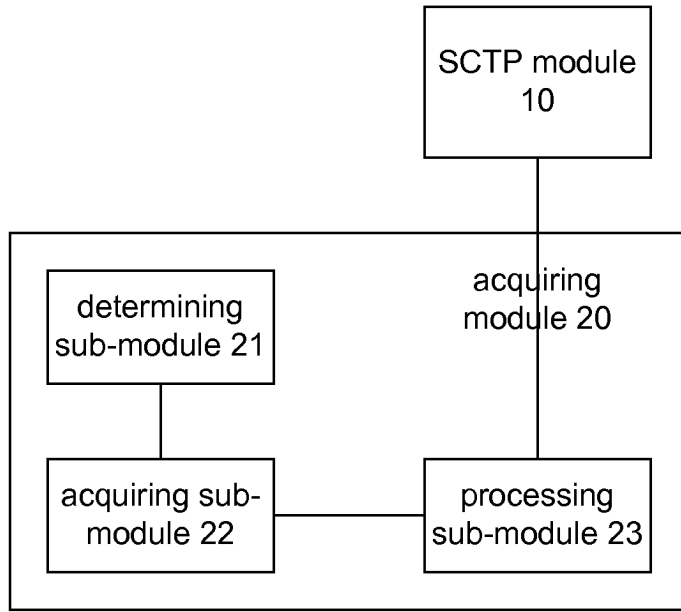 SCTP module
10
acquiring
module 20
determining
sub-module 21
acquiring sub-
module 22
processing
sub-module 23